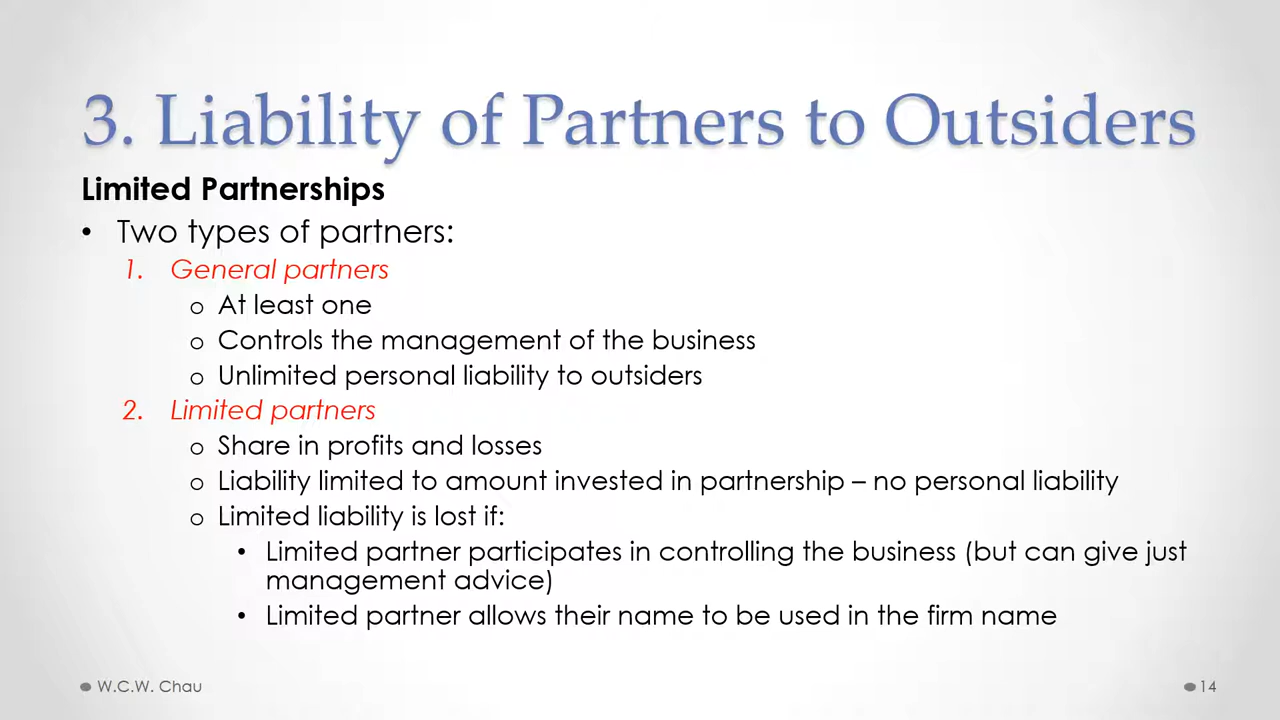 3. Liability of Partners to Outsiders
Limited Partnerships
• Two types of partners:
1. General partners
o At least one
o Controls the management of the business
o Unlimited personal liability to outsiders
2. Limited partners
o Share in profits and losses
o Liability limited to amount invested in partnership – no personal liability
o Limited liability is lost if:
• Limited partner participates in controlling the business (but can give just
management advice)
• Limited partner allows their name to be used in the firm name
W.C.W. Chau
14